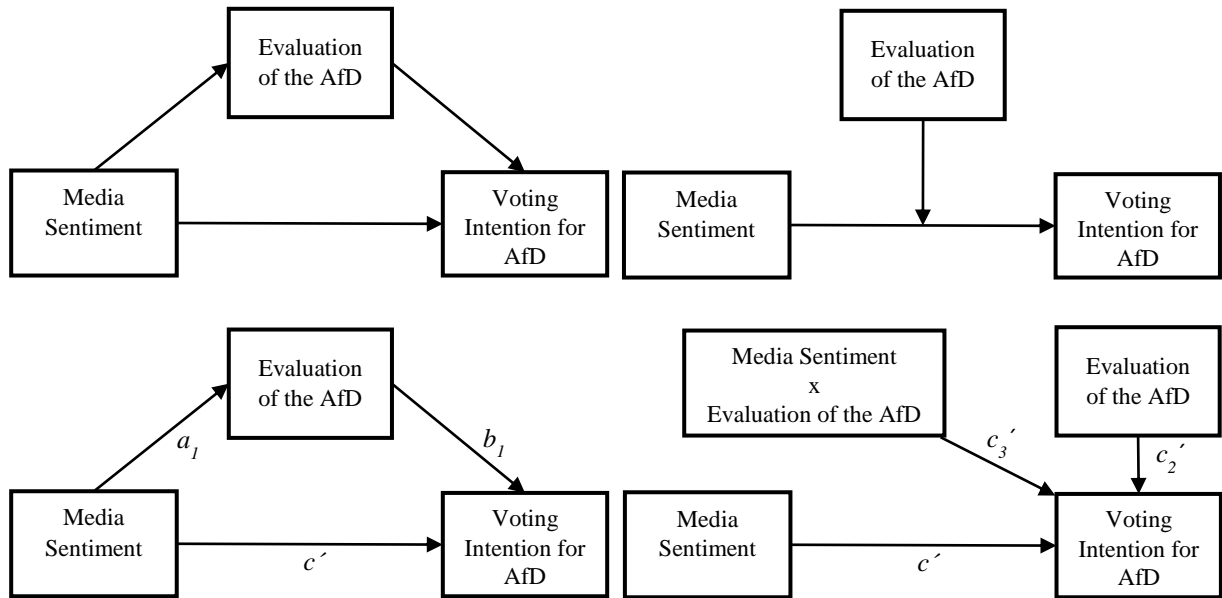 Evaluation
of the AfD
Media
Sentiment
Voting
Intention for
AfD
Evaluation
of the AfD
Media
Sentiment
Voting
Intention for
AfD
Evaluation
of the AfD
a1
b1
Media
Sentiment
c´
Voting
Intention for
AfD
Media Sentiment
x
Evaluation of the AfD
Evaluation
of the AfD
c3´
c2´
Media
Sentiment
c´
Voting
Intention for
AfD